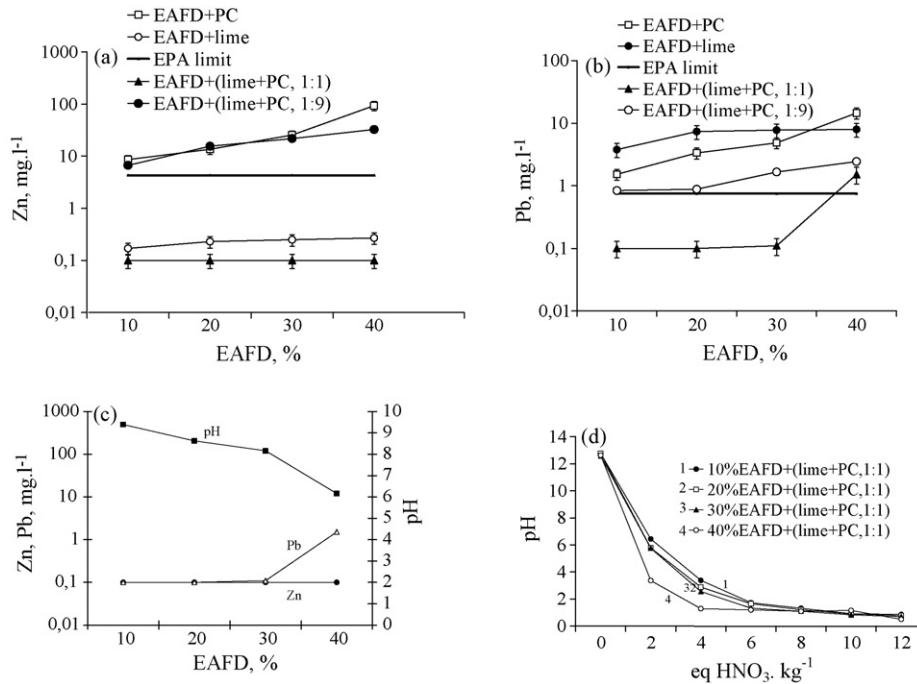 (a)
EAFD+PC
EAFD+lime
EPA limit
EAFD+(lime+PC, 1:1)
EAFD+(lime+PC, 1:9)
Zn, mg.l⁻¹
1000
100
10
1
0,1
0,01
10 20 30 40
EAFD, %
(b)
EAFD+PC
EAFD+lime
EPA limit
EAFD+(lime+PC, 1:1)
EAFD+(lime+PC, 1:9)
Pb, mg.l⁻¹
100
10
1
0,1
0,01
10 20 30 40
EAFD, %
(c)
Zn, Pb, mg.l⁻¹
1000
100
10
1
0,1
0,01
pH
Pb
Zn
10
9
8
7
6
5
4
3
2
1
0
pH
10 20 30 40
EAFD, %
(d)
1 10%EAFD+(lime+PC,1:1)
2 20%EAFD+(lime+PC,1:1)
3 30%EAFD+(lime+PC,1:1)
4 40%EAFD+(lime+PC,1:1)
pH
14
12
10
8
6
4
2
0
1
32
4
0 2 4 6 8 10 12
eq HNO₃. kg⁻¹